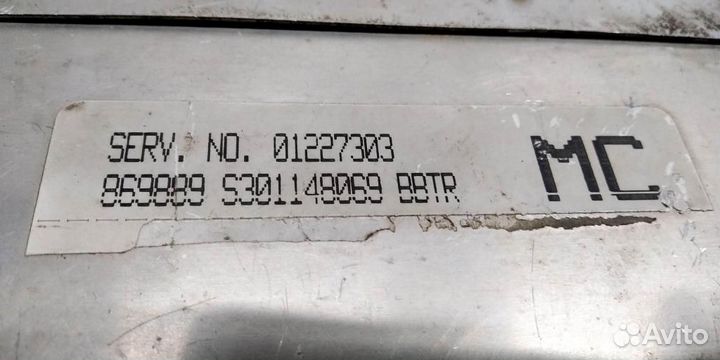 SERV. NO. 01227303
869889 S301148069 BBTR
MC
Avito